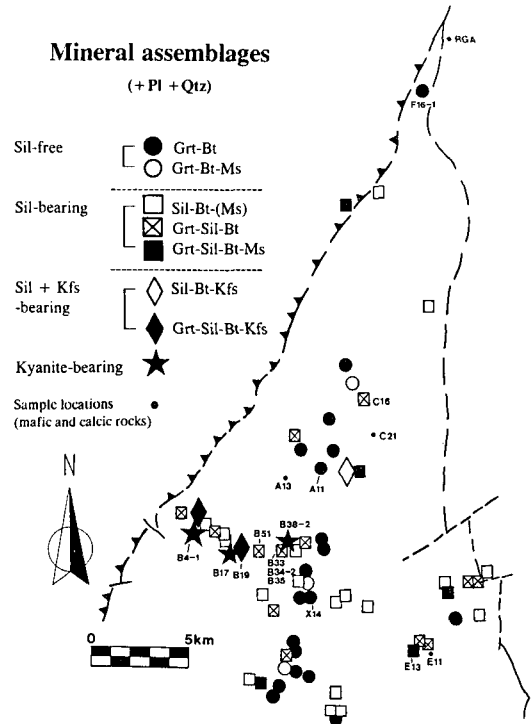 Mineral assemblages
(+ Pl + Qtz)
Sil-free
Grt-Bt
Grt-Bt-Ms
Sil-bearing
Sil-Bt-(Ms)
Grt-Sil-Bt
Grt-Sil-Bt-Ms
Sil + Kfs
-bearing
Sil-Bt-Kfs
Grt-Sil-Bt-Kfs
Kyanite-bearing
Sample locations
(mafic and calcic rocks)
N
0 5km
RGA
F16-1
C16
C21
A13
A11
B51
B38-2
B4-1
B17
B19
B33
B34-2
B35
X14
E13
E11